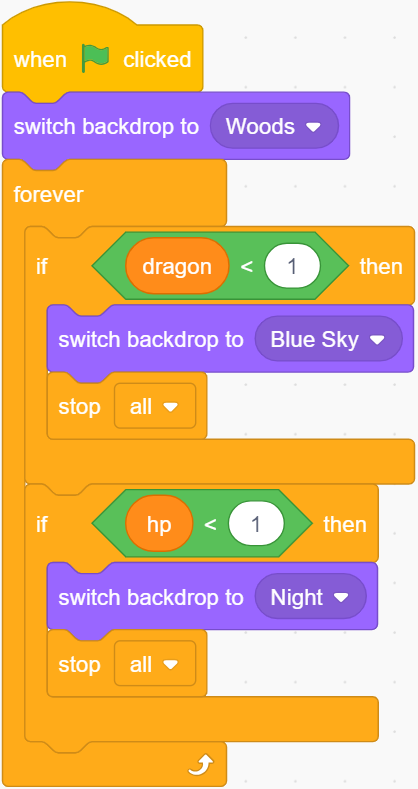 when clicked
switch backdrop to Woods
forever
if dragon < 1 then
switch backdrop to Blue Sky
stop all
if hp < 1 then
switch backdrop to Night
stop all